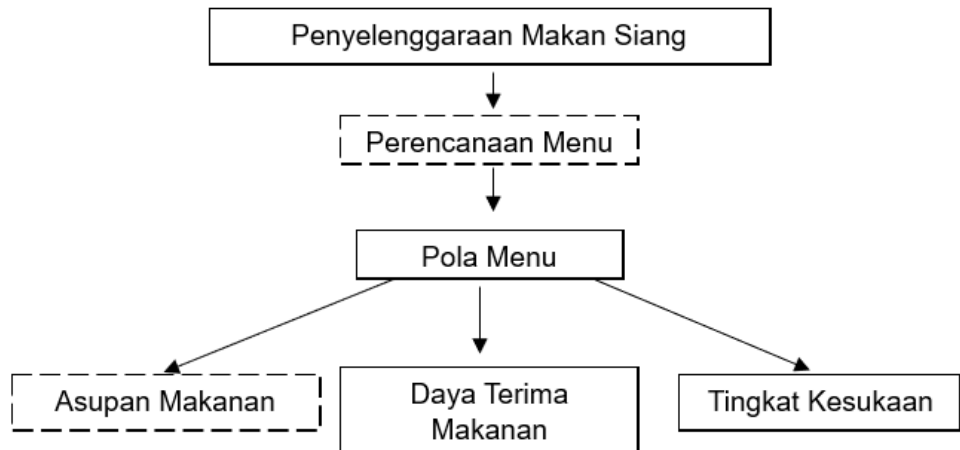 Penyelenggaraan Makan Siang
Perencanaan Menu
Pola Menu
Asupan Makanan
Daya Terima
Makanan
Tingkat Kesukaan